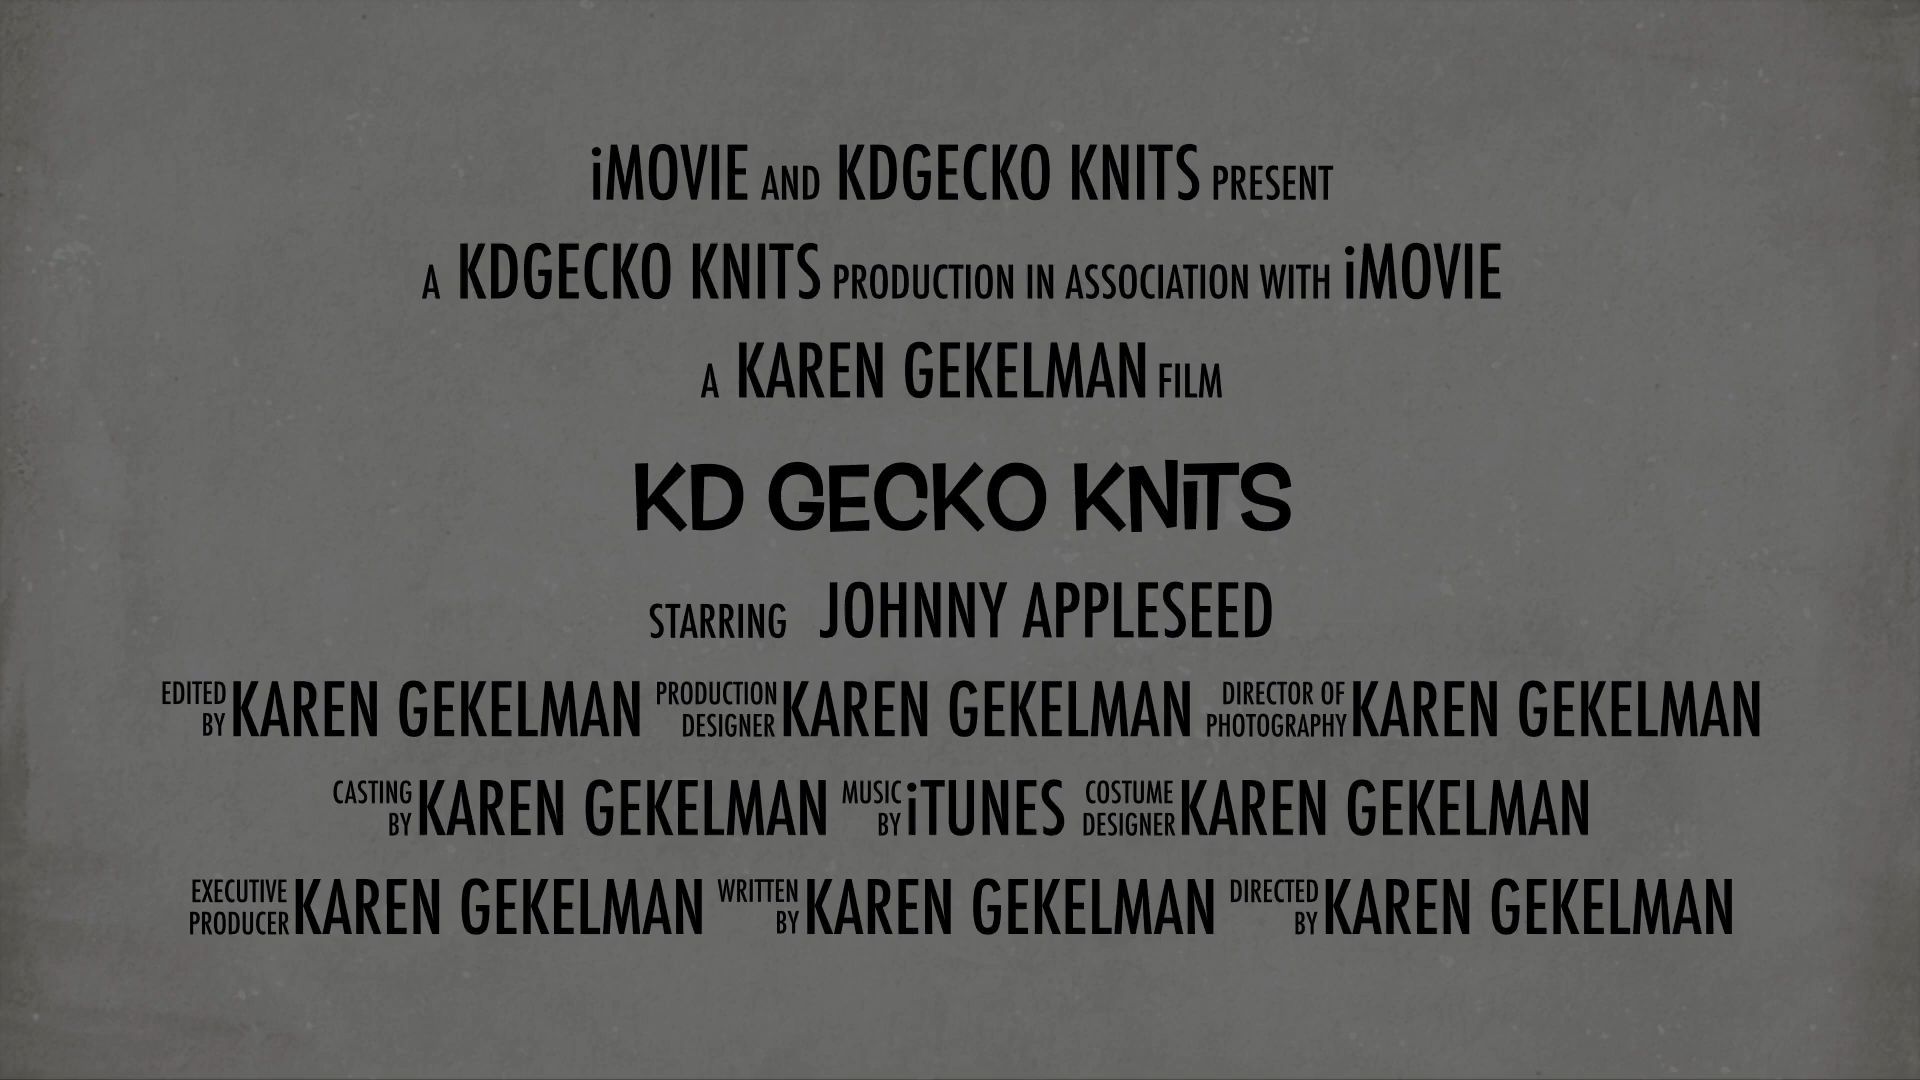 iMOVIE AND KDGECKO KNITS PRESENT
A KDGECKO KNITS PRODUCTION IN ASSOCIATION WITH iMOVIE
A KAREN GEKELMAN FILM
KD GECKO KNiTS
STARRING JOHNNY APPLESEED
EDITED BY KAREN GEKELMAN PRODUCTION DESIGNER KAREN GEKELMAN DIRECTOR OF PHOTOGRAPHY KAREN GEKELMAN
CASTING BY KAREN GEKELMAN MUSIC BY iTUNES COSTUME DESIGNER KAREN GEKELMAN
EXECUTIVE PRODUCER KAREN GEKELMAN WRITTEN BY KAREN GEKELMAN DIRECTED BY KAREN GEKELMAN